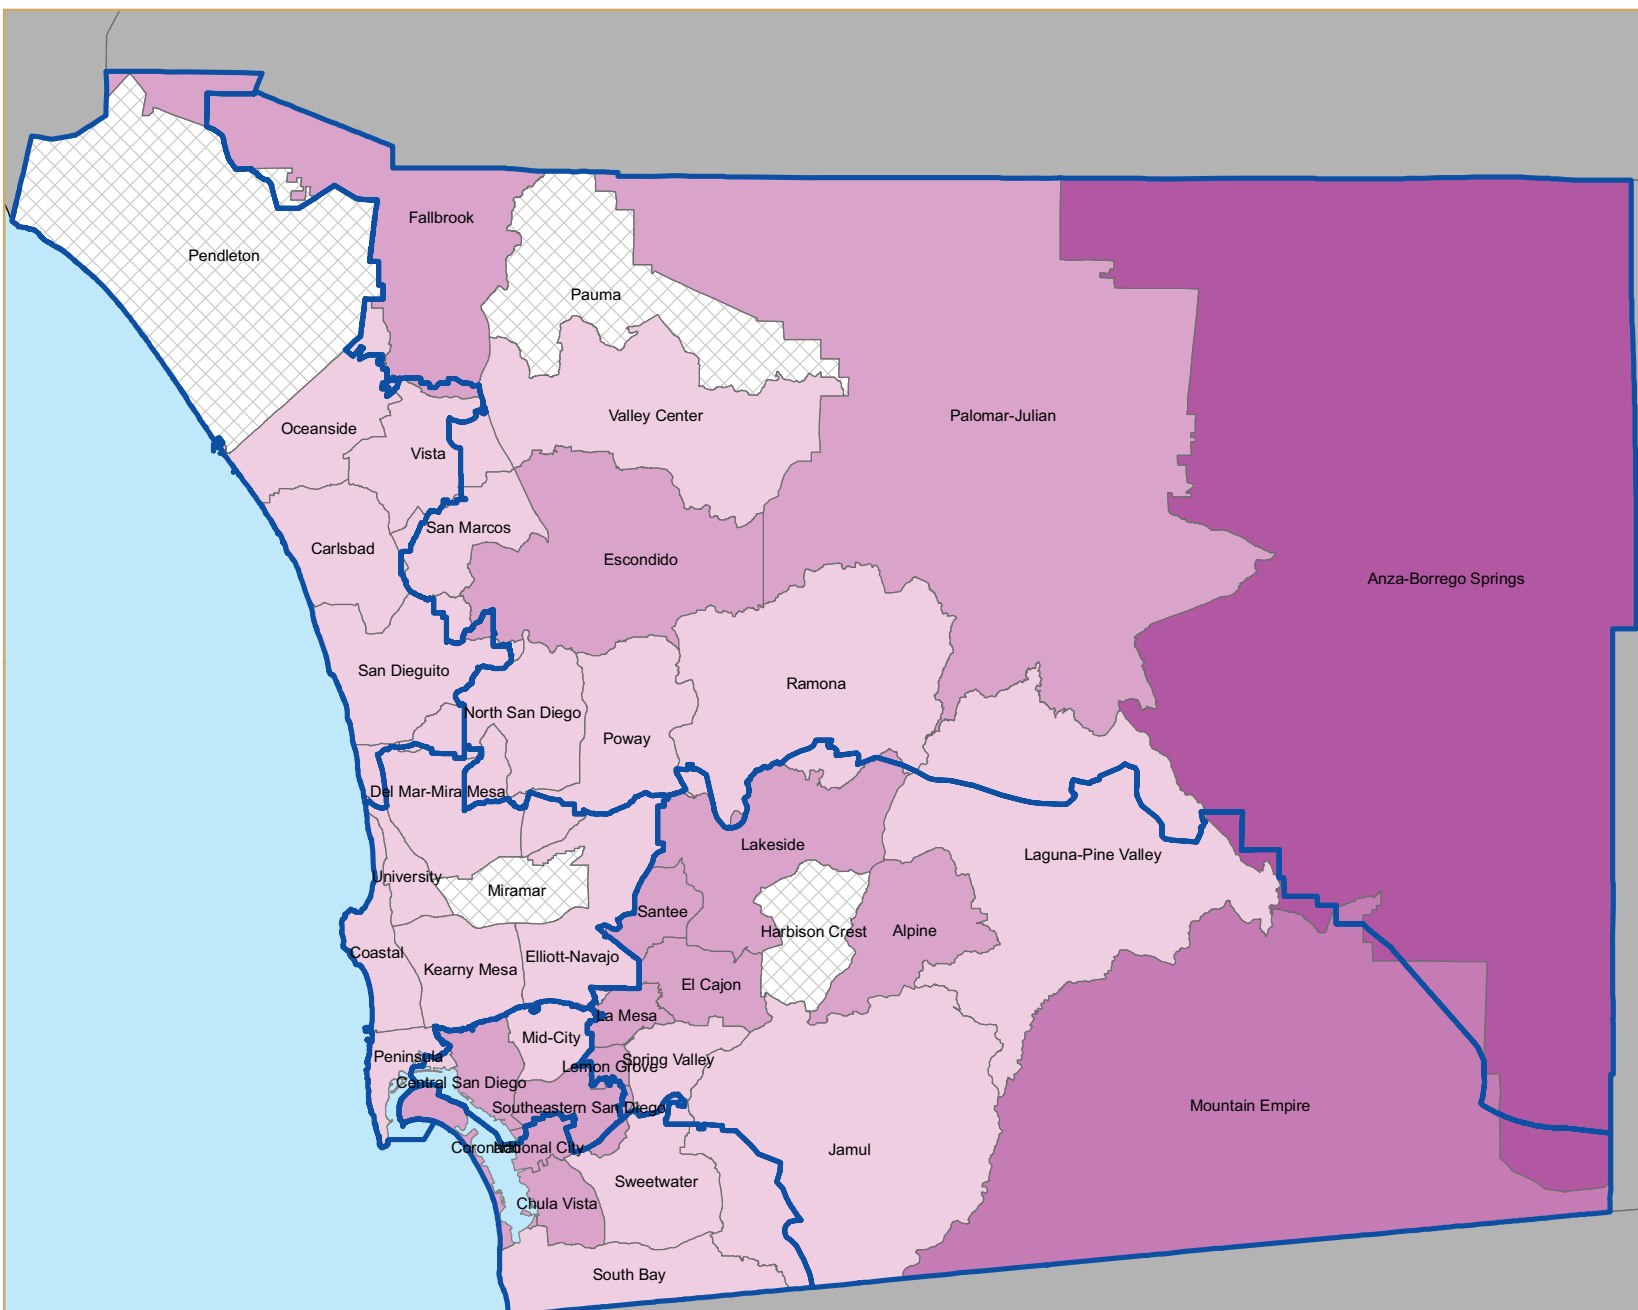 Fallbrook
Pendleton
Pauma
Valley Center
Palomar-Julian
Oceanside
Vista
San Marcos
Carlsbad
Escondido
Anza-Borrego Springs
San Dieguito
Ramona
North San Diego
Poway
Del Mar-Mira Mesa
Lakeside
Laguna-Pine Valley
University
Miramar
Santee
Harbison Crest
Alpine
Coastal
Elliott-Navajo
Kearny Mesa
El Cajon
La Mesa
Mid-City
Peninsula
Spring Valley
Lemon Grove
Central San Diego
Southeastern San Diego
Mountain Empire
Coronado
National City
Jamul
Sweetwater
Chula Vista
South Bay